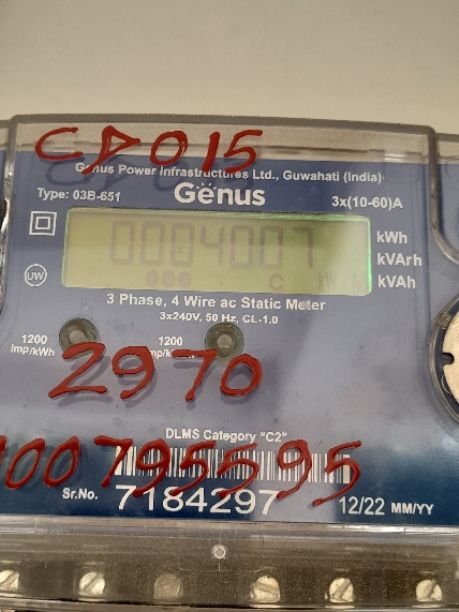 CD015
Genus Power Infrastructures Ltd., Guwahati (India)
Type: 03B-651
Genus
3x(10-60)A
0004007
kWh
kVArh
kVAh
C
kW h
UW
3 Phase, 4 Wire ac Static Meter
3x240V, 50 Hz, CL-1.0
1200
imp/kWh
1200
2970
DLMS Category "C2"
100795595
Sr.No. 7184297
12/22 MM/YY